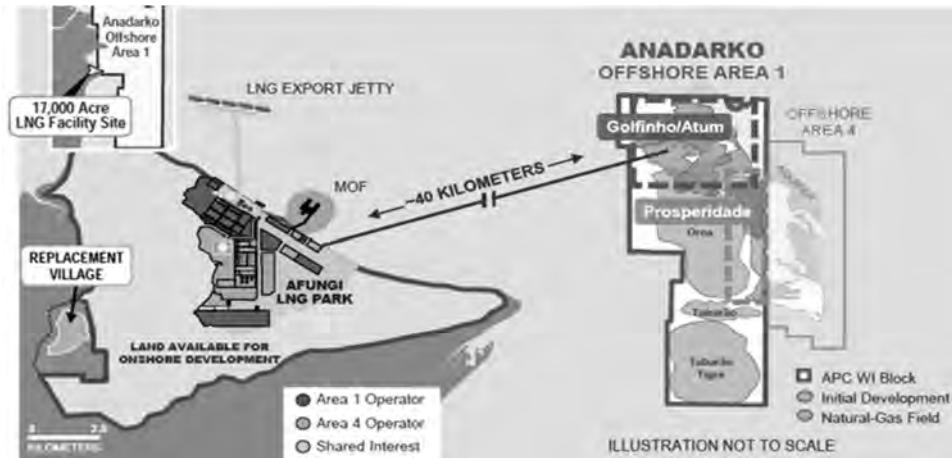 Anadarko
Offshore
Area 1
17,000 Acre
LNG Facility Site
LNG EXPORT JETTY
MOF
~40 KILOMETERS
REPLACEMENT
VILLAGE
AFUNGI
LNG PARK
LAND AVAILABLE FOR
ONSHORE DEVELOPMENT
0
KILOMETERS
Area 1 Operator
Area 4 Operator
Shared Interest
ANADARKO
OFFSHORE AREA 1
Golfinho/Atum
OFFSHORE
AREA 4
Prosperidade
Orca
Tubarão
Tubarão
Tigre
APC WI Block
Initial Development
Natural-Gas Field
ILLUSTRATION NOT TO SCALE